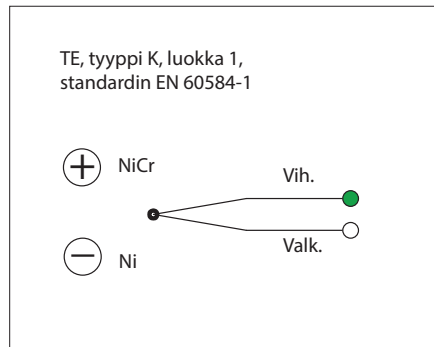 TE, tyyppi K, luokka 1,
standardin EN 60584-1
+ NiCr
Vih.
Valk.
− Ni